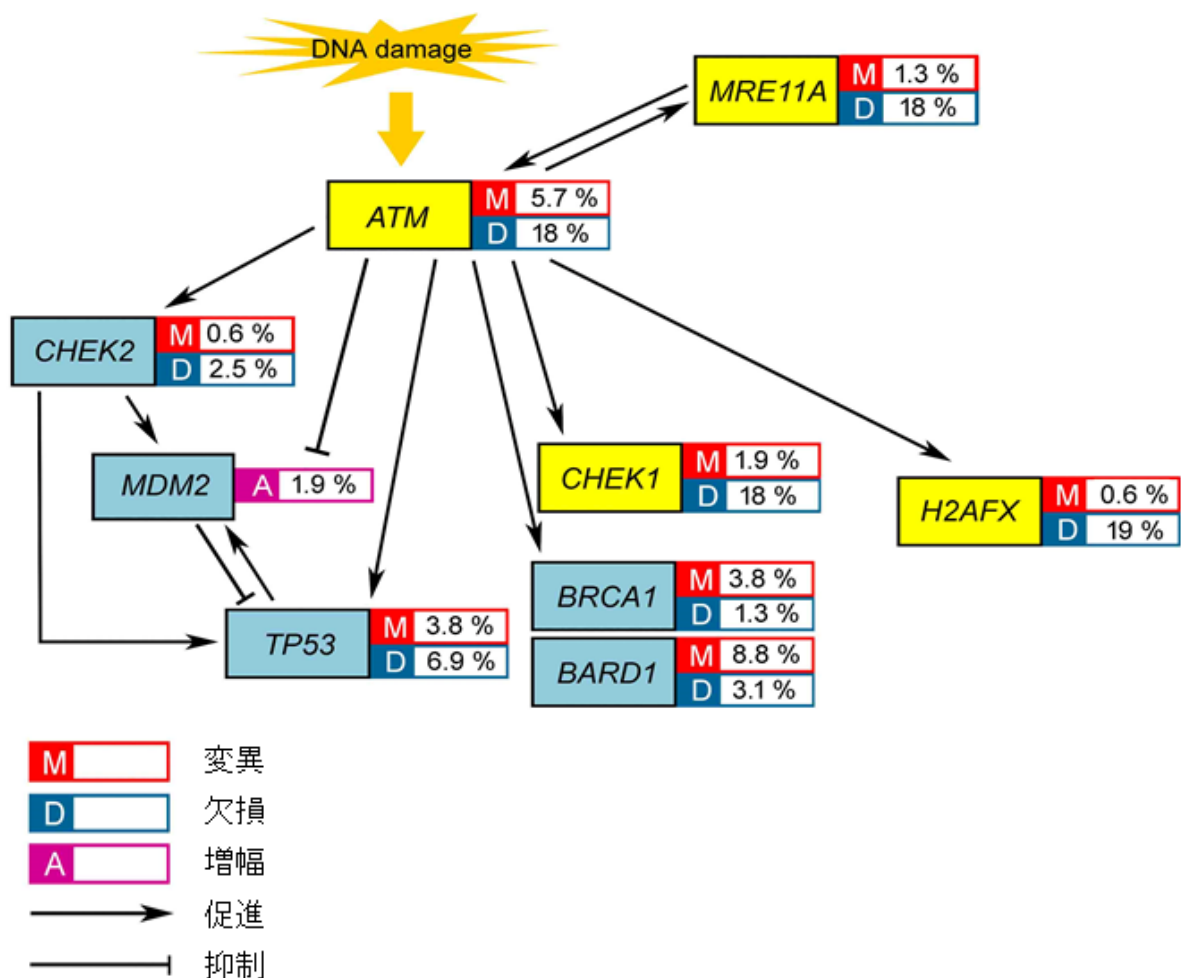 DNA damage
MRE11A
M 1.3 %
D 18 %
ATM
M 5.7 %
D 18 %
CHEK2
M 0.6 %
D 2.5 %
MDM2
A 1.9 %
CHEK1
M 1.9 %
D 18 %
H2AFX
M 0.6 %
D 19 %
TP53
M 3.8 %
D 6.9 %
BRCA1
M 3.8 %
D 1.3 %
BARD1
M 8.8 %
D 3.1 %
M 変異
D 欠損
A 増幅
促進
抑制